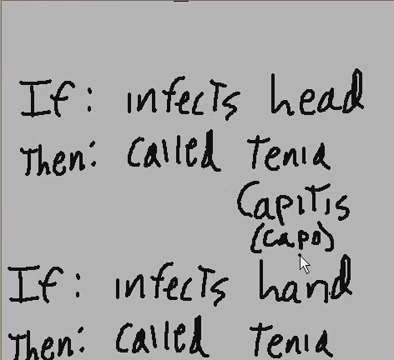 If: infects head
Then: called Tenia
Capitis
(capo)
If: infects hand
Then: called Tenia